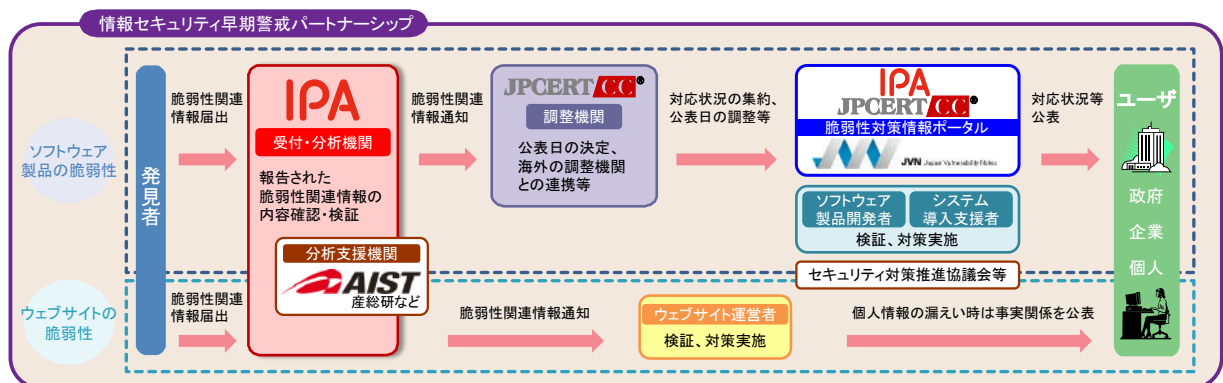 情報セキュリティ早期警戒パートナーシップ
ソフトウェア
製品の脆弱性
発見者
脆弱性関連
情報届出
IPA
受付・分析機関
報告された
脆弱性関連情報の
内容確認・検証
分析支援機関
AIST
産総研など
脆弱性関連
情報通知
JPCERT CC®
調整機関
公表日の決定、
海外の調整機関
との連携等
対応状況の集約、
公表日の調整等
IPA
JPCERT CC®
脆弱性対策情報ポータル
JVN Japan Vulnerability Notes
ソフトウェア
製品開発者
システム
導入支援者
検証、対策実施
セキュリティ対策推進協議会等
対応状況等
公表
ユーザ
政府
企業
個人
ウェブサイトの
脆弱性
脆弱性関連
情報届出
脆弱性関連情報通知
ウェブサイト運営者
検証、対策実施
個人情報の漏えい時は事実関係を公表